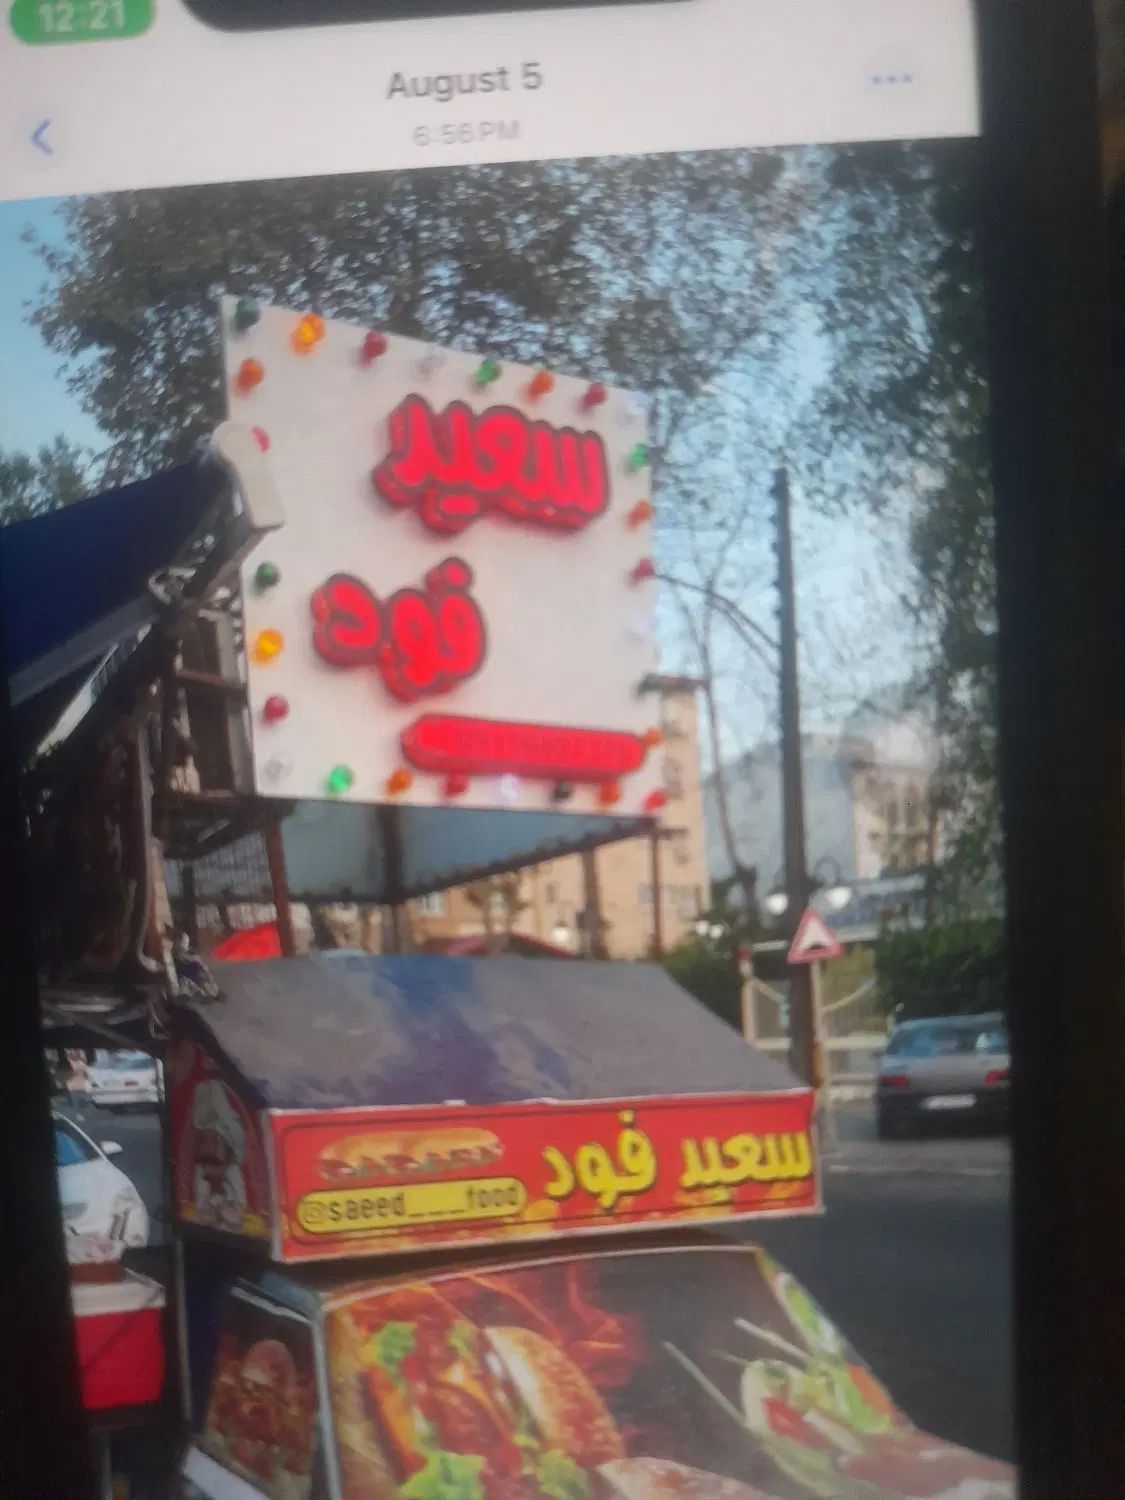 12:21
August 5
6:56 PM
سعید
فود
سعید فود
@saeed___food